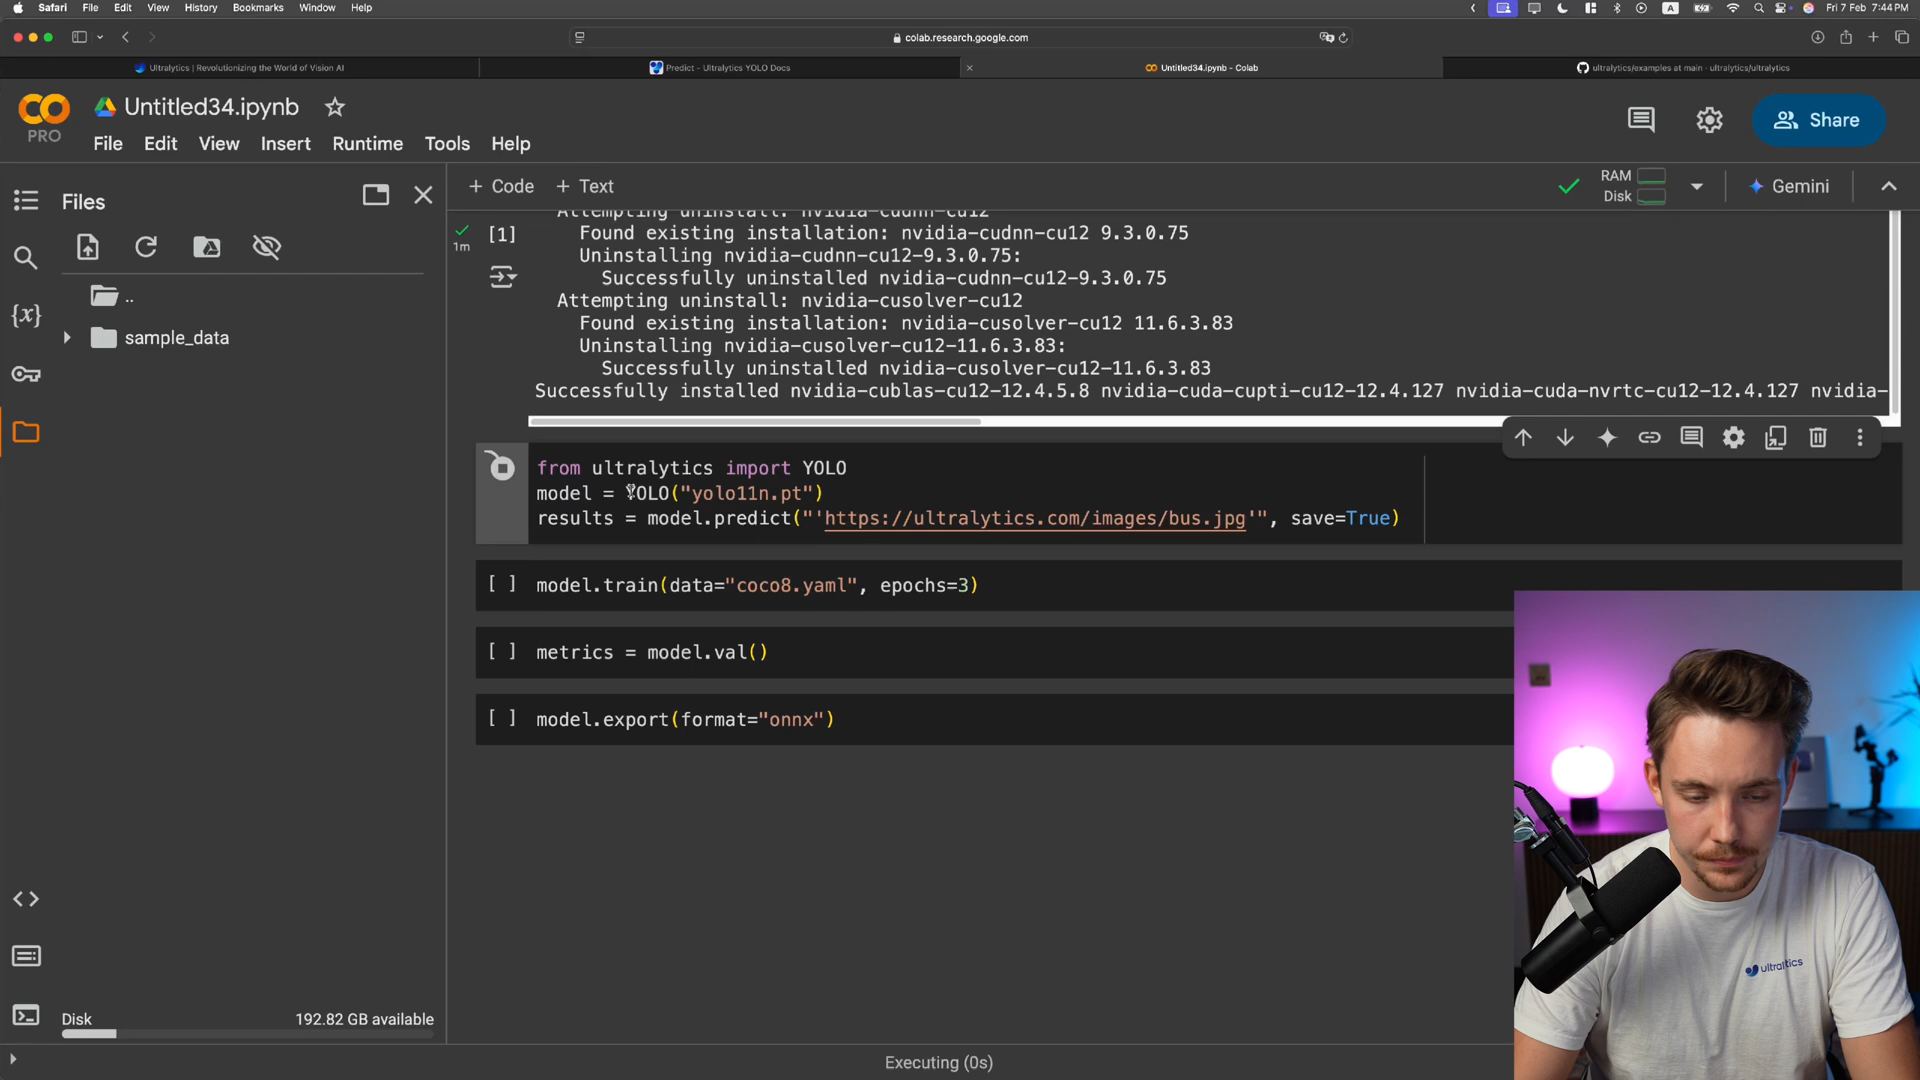 Safari File Edit View History Bookmarks Window Help
A Fri 7 Feb 7:44 PM
colab.research.google.com
Ultralytics | Revolutionizing the World of Vision AI
Predict - Ultralytics YOLO Docs
Untitled34.ipynb - Colab
ultralytics/examples at main · ultralytics/ultralytics
PRO
Untitled34.ipynb
File Edit View Insert Runtime Tools Help
Share
Files
+ Code + Text
RAM
Disk
Gemini
..
sample_data
{x}
[1]
1m
Attempting uninstall: nvidia-cudnn-cu12
Found existing installation: nvidia-cudnn-cu12 9.3.0.75
Uninstalling nvidia-cudnn-cu12-9.3.0.75:
Successfully uninstalled nvidia-cudnn-cu12-9.3.0.75
Attempting uninstall: nvidia-cusolver-cu12
Found existing installation: nvidia-cusolver-cu12 11.6.3.83
Uninstalling nvidia-cusolver-cu12-11.6.3.83:
Successfully uninstalled nvidia-cusolver-cu12-11.6.3.83
Successfully installed nvidia-cublas-cu12-12.4.5.8 nvidia-cuda-cupti-cu12-12.4.127 nvidia-cuda-nvrtc-cu12-12.4.127 nvidia-
from ultralytics import YOLO
model = YOLO("yolo11n.pt")
results = model.predict("'https://ultralytics.com/images/bus.jpg'", save=True)
[ ] model.train(data="coco8.yaml", epochs=3)
[ ] metrics = model.val()
[ ] model.export(format="onnx")
ultralytics
Disk 192.82 GB available
Executing (0s)